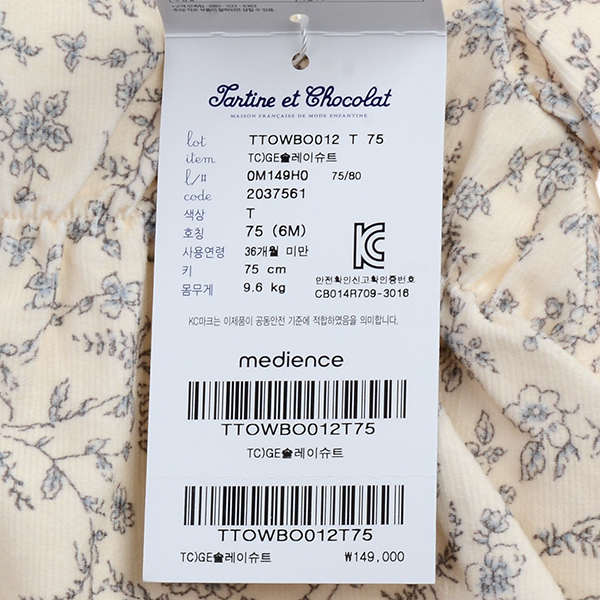 Tartine et Chocolat
MAISON FRANÇAISE DE MODE ENFANTINE
lot TTOWBO012 T 75
item TC)GE솔레이슈트
l/# 0M149H0 75/80
code 2037561
색상 T
호칭 75 (6M)
사용연령 36개월 미만
키 75 cm
몸무게 9.6 kg
안전확인신고확인증번호
CB014R709-3016
KC마크는 이제품이 공통안전 기준에 적합하였음을 의미합니다.
medience
TTOWBO012T75
TC)GE솔레이슈트
TTOWBO012T75
TC)GE솔레이슈트 ₩149,000